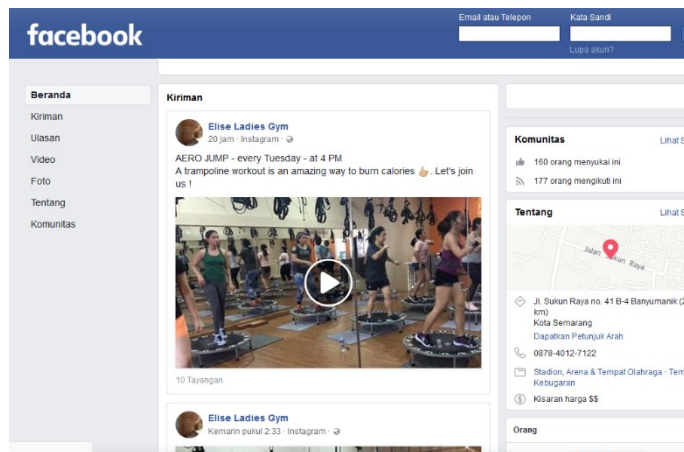 facebook
Email atau Telepon
Kata Sandi
Lupa akun?
Beranda
Kiriman
Ulasan
Video
Foto
Tentang
Komunitas
Kiriman
Elise Ladies Gym
20 jam · Instagram ·
AERO JUMP - every Tuesday - at 4 PM
A trampoline workout is an amazing way to burn calories 👍🏼. Let's join
us !
10 Tayangan
Elise Ladies Gym
Kemarin pukul 2:33 · Instagram ·
Komunitas
Lihat S
160 orang menyukai ini
177 orang mengikuti ini
Tentang
Lihat S
Jalan Sukun Raya
Jl. Sukun Raya no. 41 B-4 Banyumanik (2
km)
Kota Semarang
Dapatkan Petunjuk Arah
0878-4012-7122
Stadion, Arena & Tempat Olahraga · Tem
Kebugaran
Kisaran harga $$
Orang